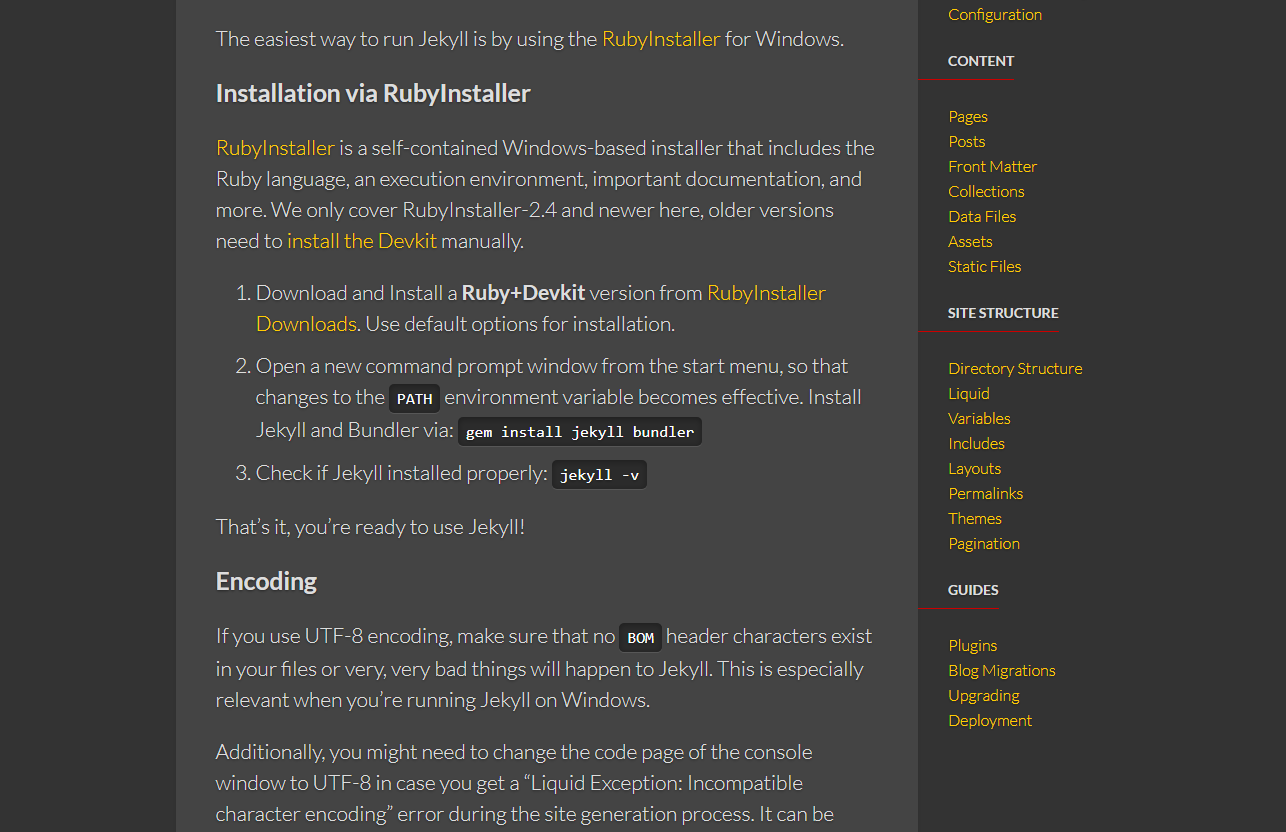 The easiest way to run Jekyll is by using the RubyInstaller for Windows.
Installation via RubyInstaller
RubyInstaller is a self-contained Windows-based installer that includes the
Ruby language, an execution environment, important documentation, and
more. We only cover RubyInstaller-2.4 and newer here, older versions
need to install the Devkit manually.
1. Download and Install a Ruby+Devkit version from RubyInstaller
Downloads. Use default options for installation.
2. Open a new command prompt window from the start menu, so that
changes to the PATH environment variable becomes effective. Install
Jekyll and Bundler via: gem install jekyll bundler
3. Check if Jekyll installed properly: jekyll -v
That’s it, you’re ready to use Jekyll!
Encoding
If you use UTF-8 encoding, make sure that no BOM header characters exist
in your files or very, very bad things will happen to Jekyll. This is especially
relevant when you’re running Jekyll on Windows.
Additionally, you might need to change the code page of the console
window to UTF-8 in case you get a “Liquid Exception: Incompatible
character encoding” error during the site generation process. It can be
Configuration
CONTENT
Pages
Posts
Front Matter
Collections
Data Files
Assets
Static Files
SITE STRUCTURE
Directory Structure
Liquid
Variables
Includes
Layouts
Permalinks
Themes
Pagination
GUIDES
Plugins
Blog Migrations
Upgrading
Deployment